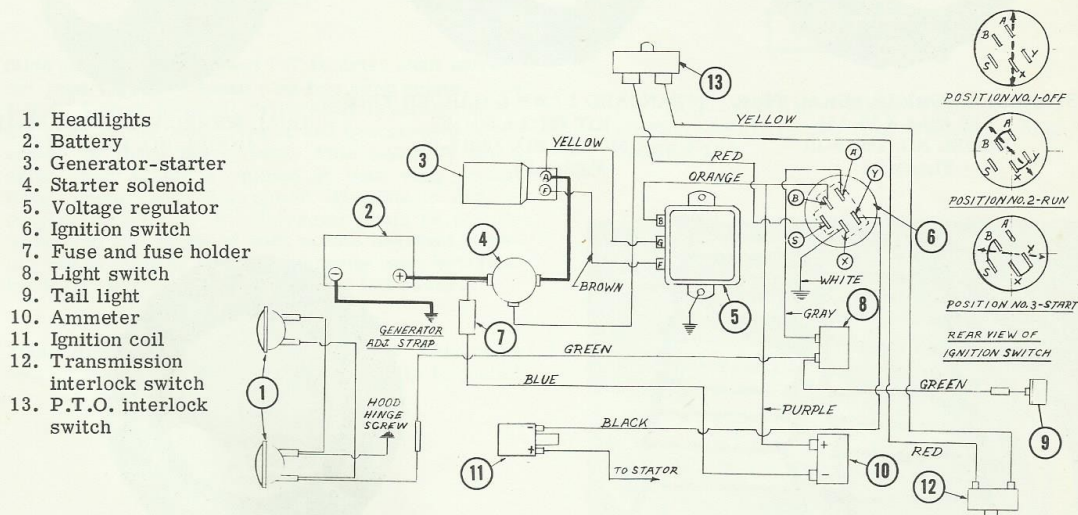 1. Headlights
2. Battery
3. Generator-starter
4. Starter solenoid
5. Voltage regulator
6. Ignition switch
7. Fuse and fuse holder
8. Light switch
9. Tail light
10. Ammeter
11. Ignition coil
12. Transmission
interlock switch
13. P.T.O. interlock
switch
13
YELLOW
RED
ORANGE
3
A
F
YELLOW
2
4
BROWN
B
G
F
5
A
Y
B
S
X
6
WHITE
GRAY
8
GENERATOR
ADJ STRAP
7
GREEN
BLUE
1
HOOD
HINGE
SCREW
BLACK
PURPLE
- +
11
TO STATOR
+ -
10
GREEN
9
RED
12
A
B
S
Y
X
POSITION NO.1-OFF
A
B
S
Y
X
POSITION NO.2-RUN
A
B
S
Y
X
POSITION NO.3-START
REAR VIEW OF
IGNITION SWITCH